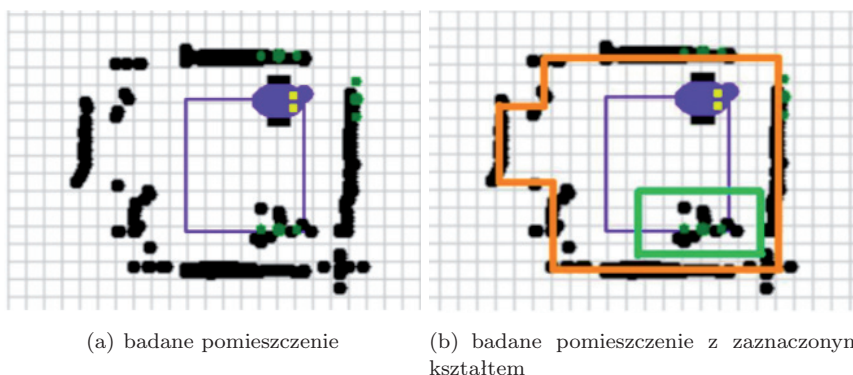 (a) badane pomieszczenie
(b) badane pomieszczenie z zaznaczonym
kształtem